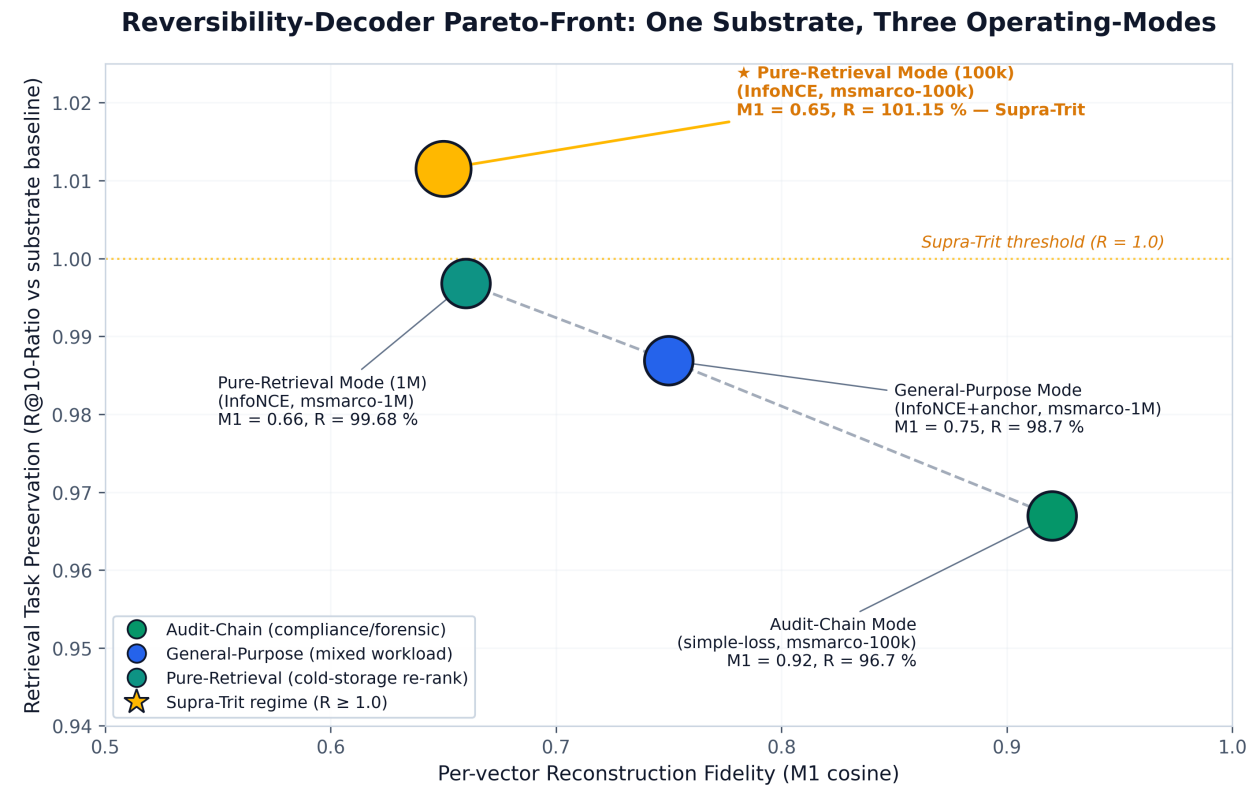 Reversibility-Decoder Pareto-Front: One Substrate, Three Operating-Modes
Retrieval Task Preservation (R@10-Ratio vs substrate baseline)
1.02
1.01
1.00
0.99
0.98
0.97
0.96
0.95
0.94
★ Pure-Retrieval Mode (100k)
(InfoNCE, msmarco-100k)
M1 = 0.65, R = 101.15 % — Supra-Trit
Supra-Trit threshold (R = 1.0)
Pure-Retrieval Mode (1M)
(InfoNCE, msmarco-1M)
M1 = 0.66, R = 99.68 %
General-Purpose Mode
(InfoNCE+anchor, msmarco-1M)
M1 = 0.75, R = 98.7 %
Audit-Chain Mode
(simple-loss, msmarco-100k)
M1 = 0.92, R = 96.7 %
Audit-Chain (compliance/forensic)
General-Purpose (mixed workload)
Pure-Retrieval (cold-storage re-rank)
Supra-Trit regime (R ≥ 1.0)
0.5 0.6 0.7 0.8 0.9 1.0
Per-vector Reconstruction Fidelity (M1 cosine)